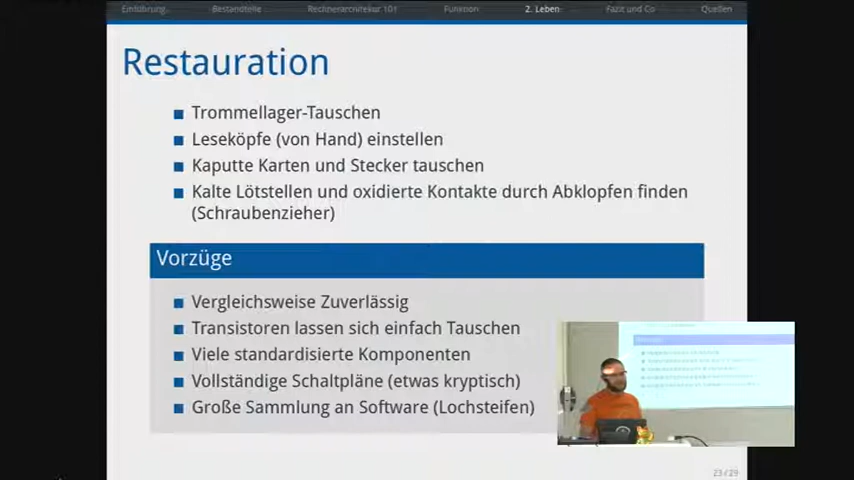 Einführung
Bestandteile
Rechnerarchitekur 101
Funktion
2. Leben
Fazit und Co
Quellen
Restauration
Trommellager-Tauschen
Leseköpfe (von Hand) einstellen
Kaputte Karten und Stecker tauschen
Kalte Lötstellen und oxidierte Kontakte durch Abklopfen finden
(Schraubenzieher)
Vorzüge
Vergleichsweise Zuverlässig
Transistoren lassen sich einfach Tauschen
Viele standardisierte Komponenten
Vollständige Schaltpläne (etwas kryptisch)
Große Sammlung an Software (Lochsteifen)
23 / 29